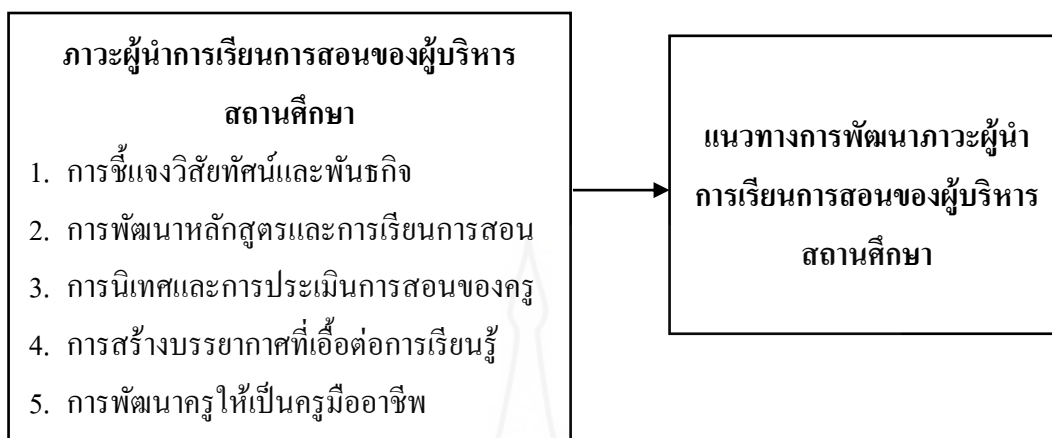 ภาวะผู้นำการเรียนการสอนของผู้บริหาร
สถานศึกษา
1. การชี้แจงวิสัยทัศน์และพันธกิจ
2. การพัฒนาหลักสูตรและการเรียนการสอน
3. การนิเทศและการประเมินการสอนของครู
4. การสร้างบรรยากาศที่เอื้อต่อการเรียนรู้
5. การพัฒนาครูให้เป็นครูมืออาชีพ
แนวทางการพัฒนาภาวะผู้นำ
การเรียนการสอนของผู้บริหาร
สถานศึกษา